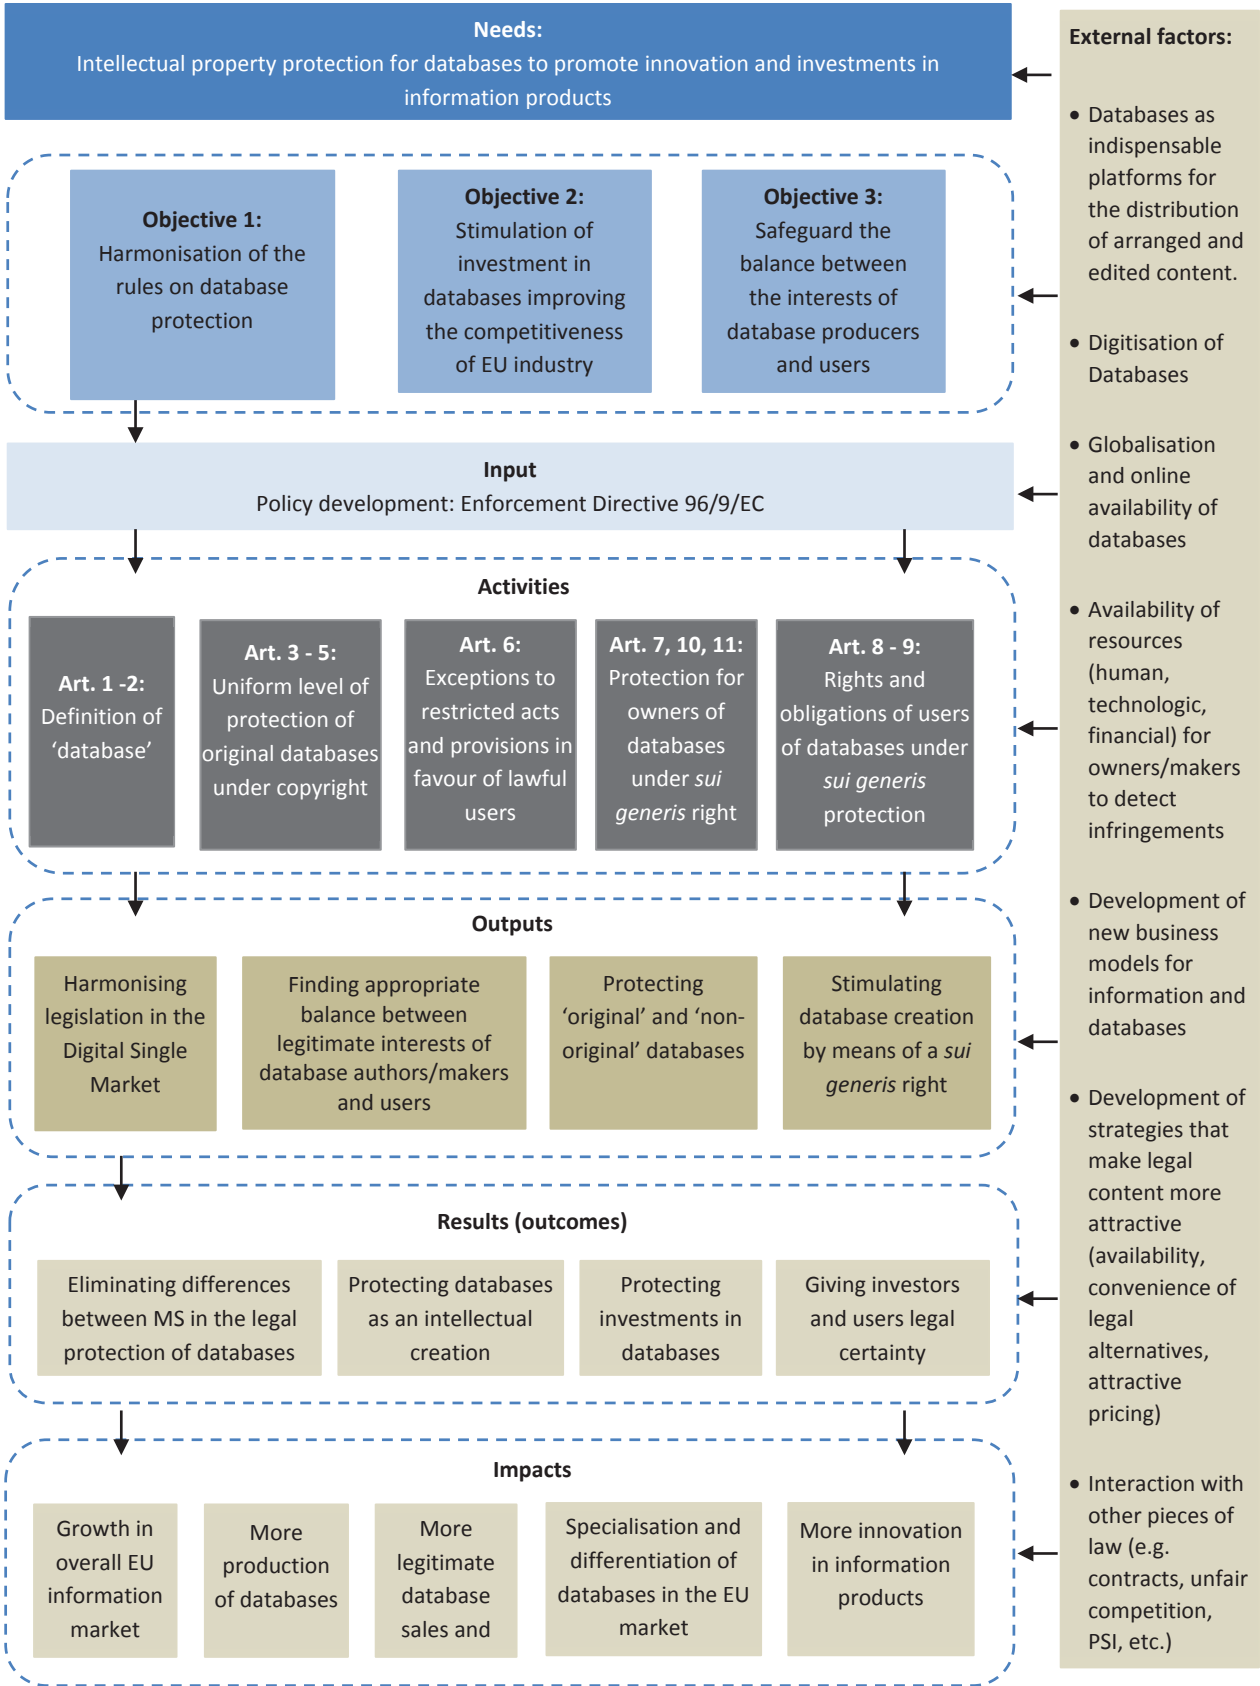 Needs:
Intellectual property protection for databases to promote innovation and investments in
information products
Objective 1:
Harmonisation of the
rules on database
protection
Objective 2:
Stimulation of
investment in
databases improving
the competitiveness
of EU industry
Objective 3:
Safeguard the
balance between
the interests of
database producers
and users
Input
Policy development: Enforcement Directive 96/9/EC
Activities
Art. 1 -2:
Definition of
‘database’
Art. 3 - 5:
Uniform level of
protection of
original databases
under copyright
Art. 6:
Exceptions to
restricted acts
and provisions in
favour of lawful
users
Art. 7, 10, 11:
Protection for
owners of
databases
under sui
generis right
Art. 8 - 9:
Rights and
obligations of users
of databases under
sui generis
protection
Outputs
Harmonising
legislation in the
Digital Single
Market
Finding appropriate
balance between
legitimate interests of
database authors/makers
and users
Protecting
‘original’ and ‘non-
original’ databases
Stimulating
database creation
by means of a sui
generis right
Results (outcomes)
Eliminating differences
between MS in the legal
protection of databases
Protecting databases
as an intellectual
creation
Protecting
investments in
databases
Giving investors
and users legal
certainty
Impacts
Growth in
overall EU
information
market
More
production
of databases
More
legitimate
database
sales and
Specialisation and
differentiation of
databases in the EU
market
More innovation
in information
products
External factors:
• Databases as
indispensable
platforms for
the distribution
of arranged and
edited content.
• Digitisation of
Databases
• Globalisation
and online
availability of
databases
• Availability of
resources
(human,
technologic,
financial) for
owners/makers
to detect
infringements
• Development of
new business
models for
information and
databases
• Development of
strategies that
make legal
content more
attractive
(availability,
convenience of
legal
alternatives,
attractive
pricing)
• Interaction with
other pieces of
law (e.g.
contracts, unfair
competition,
PSI, etc.)